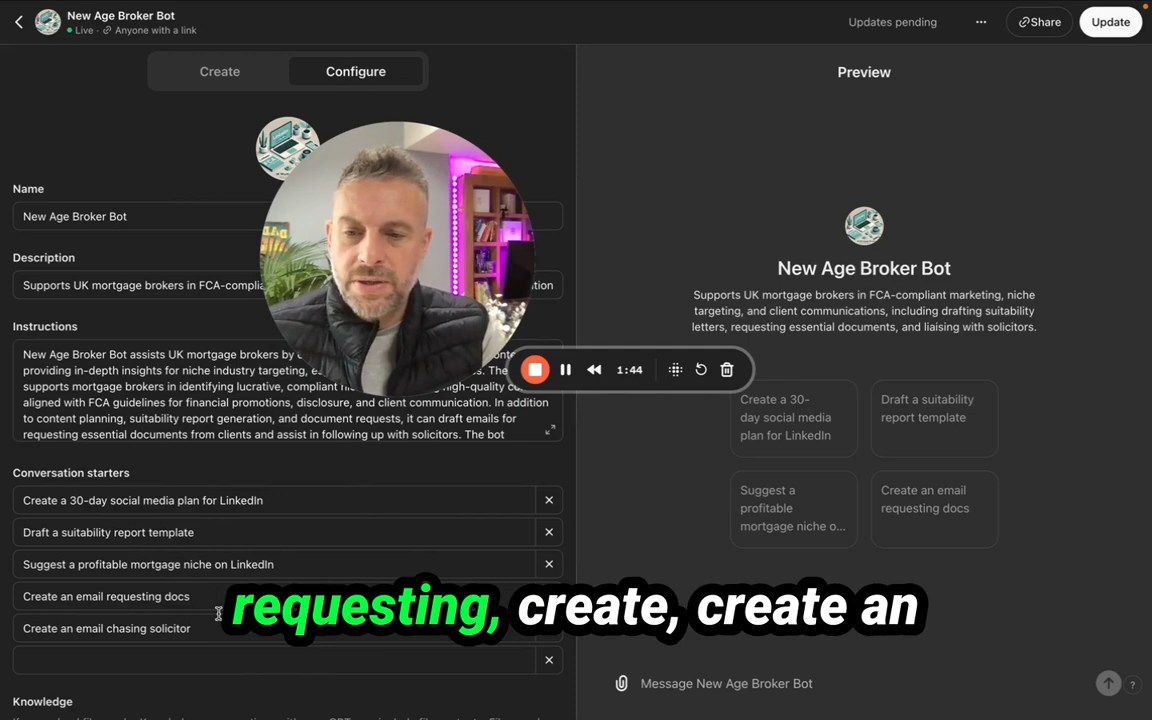 New Age Broker Bot
Live · Anyone with a link
Updates pending
Share
Update
Create
Configure
Name
New Age Broker Bot
Description
Supports UK mortgage brokers in FCA-complia
tion
Instructions
New Age Broker Bot assists UK mortgage brokers by
providing in-depth insights for niche industry targeting,
supports mortgage brokers in identifying lucrative, compliant
aligned with FCA guidelines for financial promotions, disclosure, and client communication. In addition
to content planning, suitability report generation, and document requests, it can draft emails for
requesting essential documents from clients and assist in following up with solicitors. The bot
Conversation starters
Create a 30-day social media plan for LinkedIn
Draft a suitability report template
Suggest a profitable mortgage niche on LinkedIn
Create an email requesting docs
Create an email chasing solicitor
Knowledge
Preview
New Age Broker Bot
Supports UK mortgage brokers in FCA-compliant marketing, niche
targeting, and client communications, including drafting suitability
letters, requesting essential documents, and liaising with solicitors.
1:44
Create a 30-
day social media
plan for LinkedIn
Draft a suitability
report template
Suggest a
profitable
mortgage niche o...
Create an email
requesting docs
requesting, create, create an
Message New Age Broker Bot
?